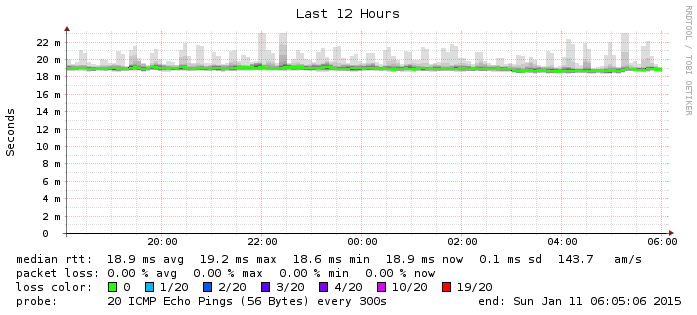 Last 12 Hours
RRDTOOL / TOBI OETIKER
Seconds
22 m
20 m
18 m
16 m
14 m
12 m
10 m
8 m
6 m
4 m
2 m
0
20:00 22:00 00:00 02:00 04:00 06:00
median rtt: 18.9 ms avg 19.2 ms max 18.6 ms min 18.9 ms now 0.1 ms sd 143.7 am/s
packet loss: 0.00 % avg 0.00 % max 0.00 % min 0.00 % now
loss color: 0 1/20 2/20 3/20 4/20 10/20 19/20
probe: 20 ICMP Echo Pings (56 Bytes) every 300s end: Sun Jan 11 06:05:06 2015